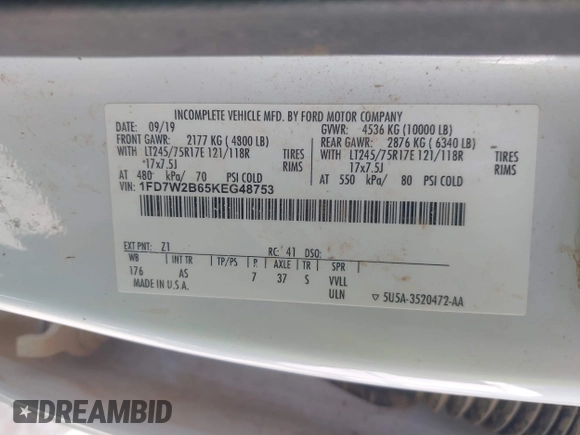 INCOMPLETE VEHICLE MFD. BY FORD MOTOR COMPANY
DATE: 09/19 GVWR: 4536 KG (10000 LB)
FRONT GAWR: 2177 KG (4800 LB) REAR GAWR: 2876 KG (6340 LB)
WITH LT245/75R17E 121/118R TIRES WITH LT245/75R17E 121/118R TIRES
17x7.5J RIMS 17x7.5J RIMS
AT 480 kPa/ 70 PSI COLD AT 550 kPa/ 80 PSI COLD
VIN: 1FD7W2B65KEG48753
EXT PNT: Z1 RC: 41 DSO:
WB INT TR TP/PS P. AXLE TR SPR
176 AS 7 37 S VVLL
MADE IN U.S.A. ULN ▽ 5U5A-3520472-AA
DREAMBID